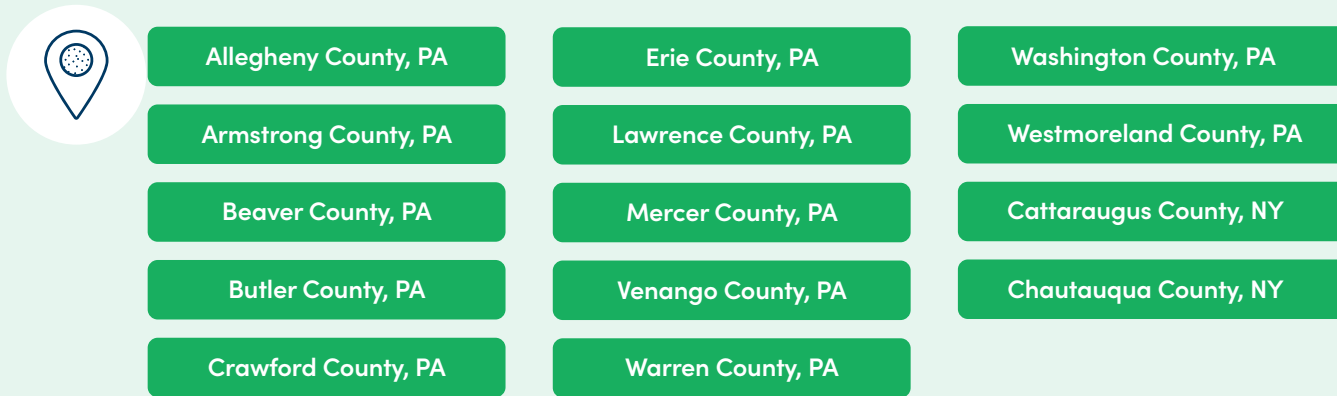 Allegheny County, PA
Armstrong County, PA
Beaver County, PA
Butler County, PA
Crawford County, PA
Erie County, PA
Lawrence County, PA
Mercer County, PA
Venango County, PA
Warren County, PA
Washington County, PA
Westmoreland County, PA
Cattaraugus County, NY
Chautauqua County, NY